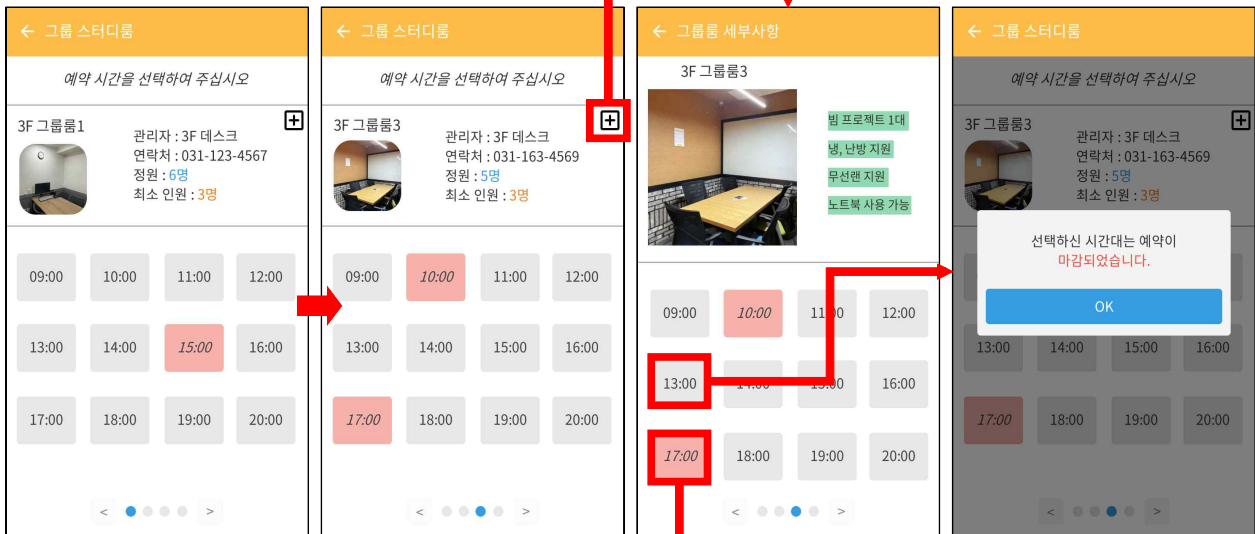 ← 그룹 스터디룸
예약 시간을 선택하여 주십시오
3F 그룹룸1
관리자 : 3F 데스크
연락처 : 031-123-4567
정원 : 6명
최소 인원 : 3명
09:00 10:00 11:00 12:00
13:00 14:00 15:00 16:00
17:00 18:00 19:00 20:00
< >
← 그룹 스터디룸
예약 시간을 선택하여 주십시오
3F 그룹룸3
관리자 : 3F 데스크
연락처 : 031-163-4569
정원 : 5명
최소 인원 : 3명
09:00 10:00 11:00 12:00
13:00 14:00 15:00 16:00
17:00 18:00 19:00 20:00
< >
← 그룹룸 세부사항
3F 그룹룸3
빔 프로젝트 1대
냉, 난방 지원
무선랜 지원
노트북 사용 가능
09:00 10:00 11:00 12:00
13:00 14:00 15:00 16:00
17:00 18:00 19:00 20:00
< >
← 그룹 스터디룸
예약 시간을 선택하여 주십시오
3F 그룹룸3
관리자 : 3F 데스크
연락처 : 031-163-4569
정원 : 5명
최소 인원 : 3명
선택하신 시간대는 예약이
마감되었습니다.
OK
13:00 14:00 15:00 16:00
17:00 18:00 19:00 20:00
< >